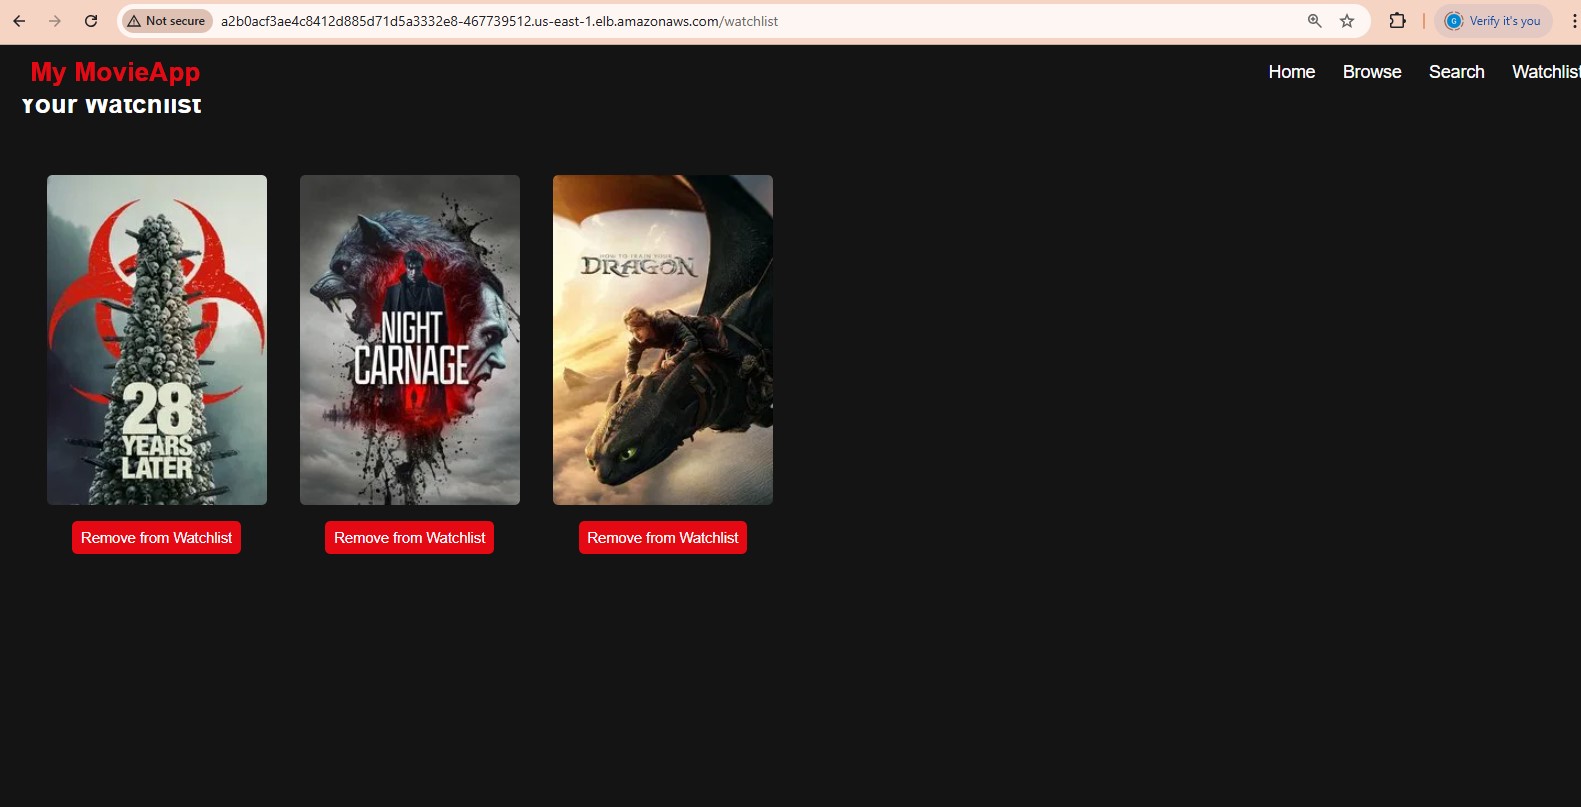 Not secure
a2b0acf3ae4c8412d885d71d5a3332e8-467739512.us-east-1.elb.amazonaws.com/watchlist
G
Verify it's you
My MovieApp
Home
Browse
Search
Watchlist
Your Watchlist
28
YEARS
LATER
NIGHT
CARNAGE
HOW TO TRAIN YOUR
DRAGON
Remove from Watchlist
Remove from Watchlist
Remove from Watchlist